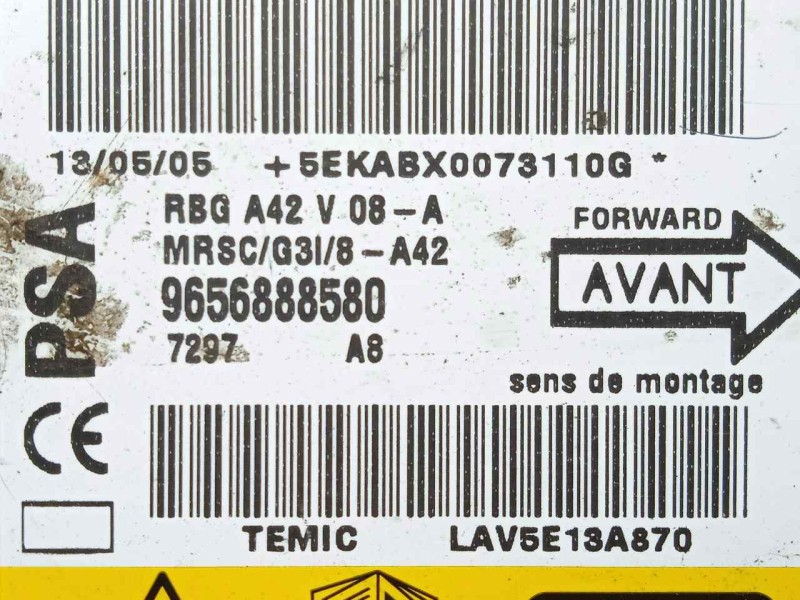 13/05/05 +5EKABX0073110G *
RBG A42 V 08-A
MRSC/G3I/8-A42
9656888580
7297 A8
PSA
CE
FORWARD
AVANT
sens de montage
TEMIC LAV5E13A870